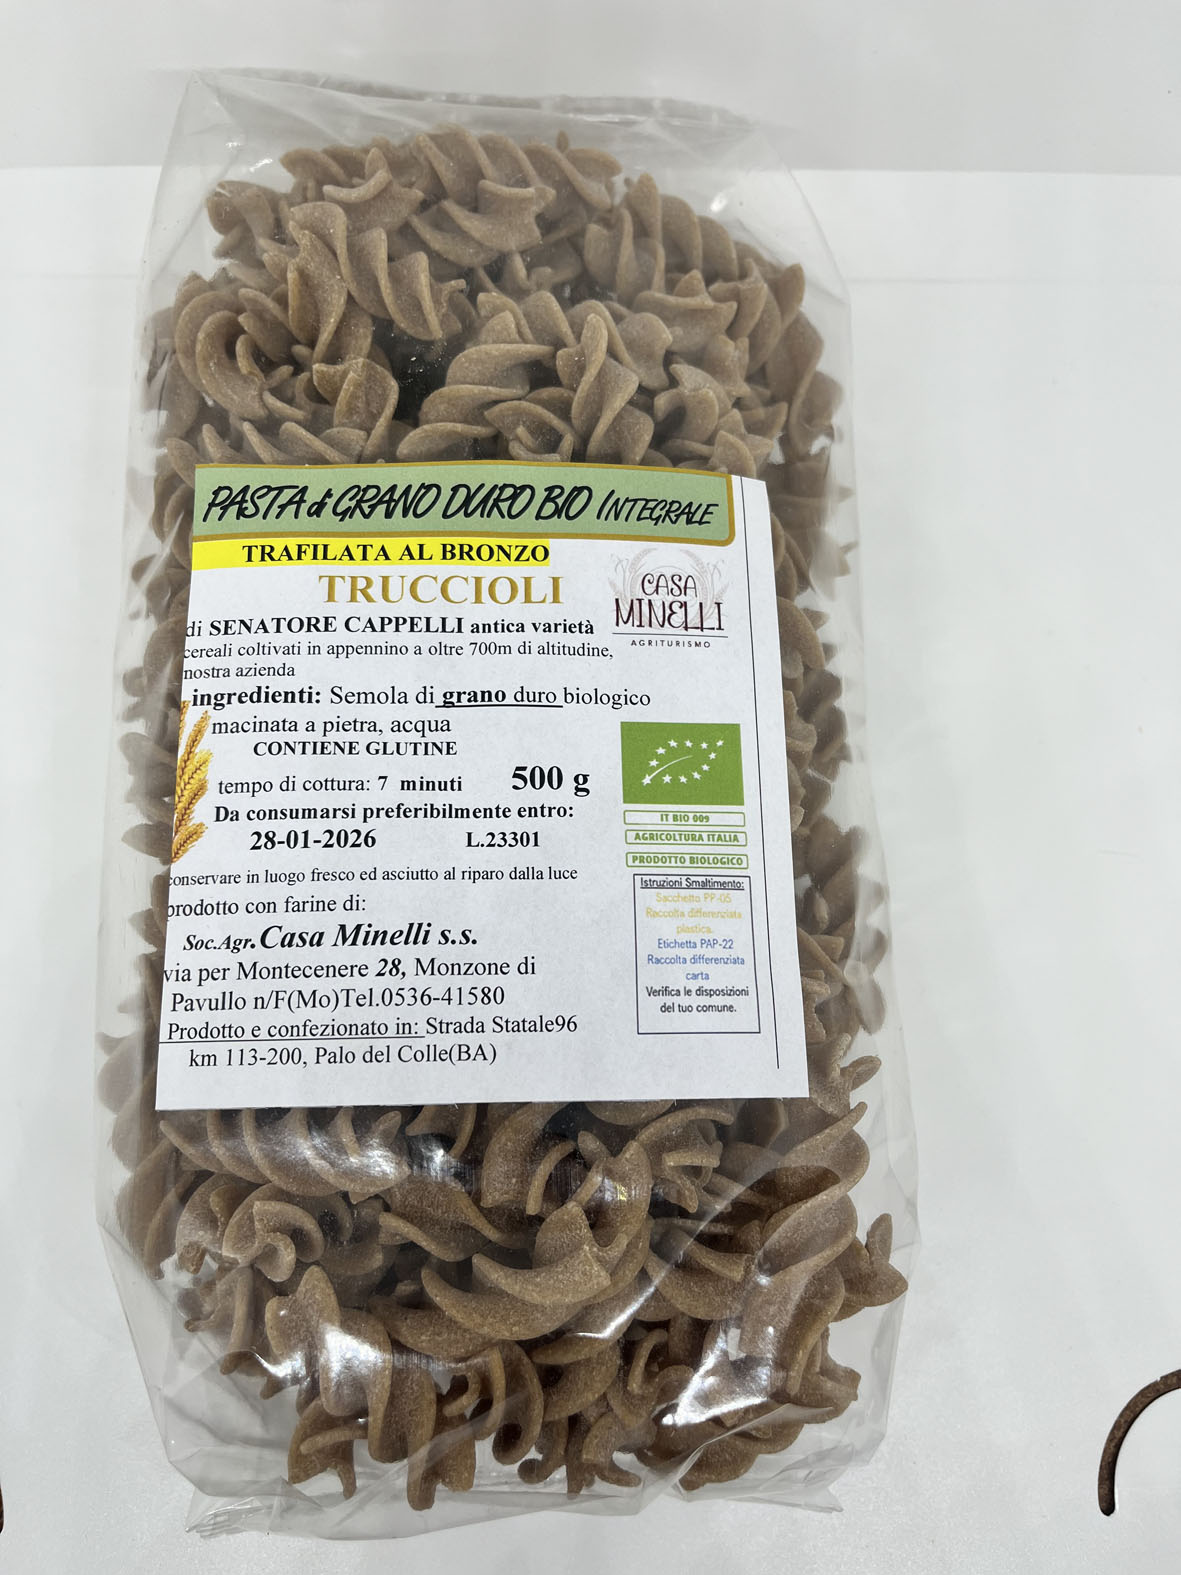 PASTA di GRANO DURO BIO INTEGRALE
TRAFILATA AL BRONZO
TRUCCIOLI
CASA
MINELLI
AGRITURISMO
di SENATORE CAPPELLI antica varietà
cereali coltivati in appennino a oltre 700m di altitudine,
nostra azienda
ingredienti: Semola di grano duro biologico
macinata a pietra, acqua
CONTIENE GLUTINE
tempo di cottura: 7 minuti 500 g
Da consumarsi preferibilmente entro:
28-01-2026 L.23301
conservare in luogo fresco ed asciutto al riparo dalla luce
prodotto con farine di:
Soc.Agr. Casa Minelli s.s.
via per Montecenere 28, Monzone di
Pavullo n/F(Mo)Tel.0536-41580
Prodotto e confezionato in: Strada Statale96
km 113-200, Palo del Colle(BA)
IT BIO 009
AGRICOLTURA ITALIA
PRODOTTO BIOLOGICO
Istruzioni Smaltimento:
Sacchetto PP-05
Raccolta differenziata
plastica.
Etichetta PAP-22
Raccolta differenziata
carta
Verifica le disposizioni
del tuo comune.